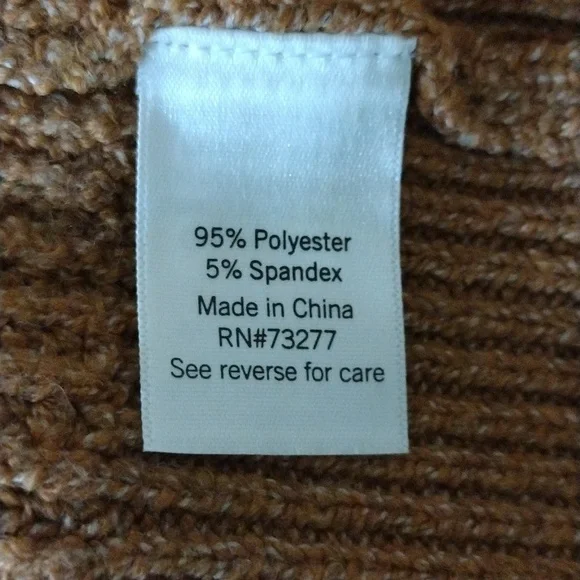 95% Polyester
5% Spandex
Made in China
RN#73277
See reverse for care